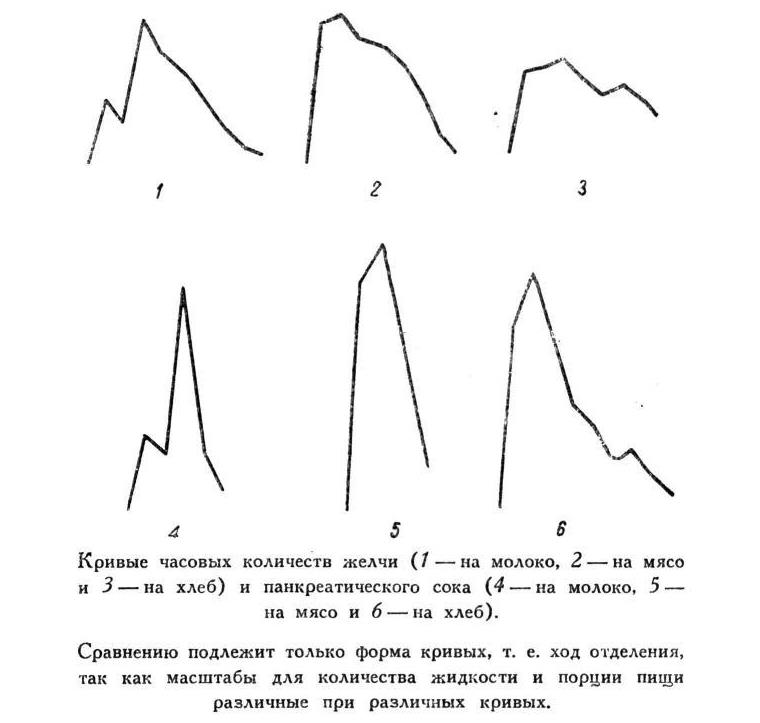 1
2
3
4
5
6
Кривые часовых количеств желчи (1 — на молоко, 2 — на мясо
и 3 — на хлеб) и панкреатического сока (4 — на молоко, 5 —
на мясо и 6 — на хлеб).
Сравнению подлежит только форма кривых, т. е. ход отделения,
так как масштабы для количества жидкости и порции пищи
различные при различных кривых.